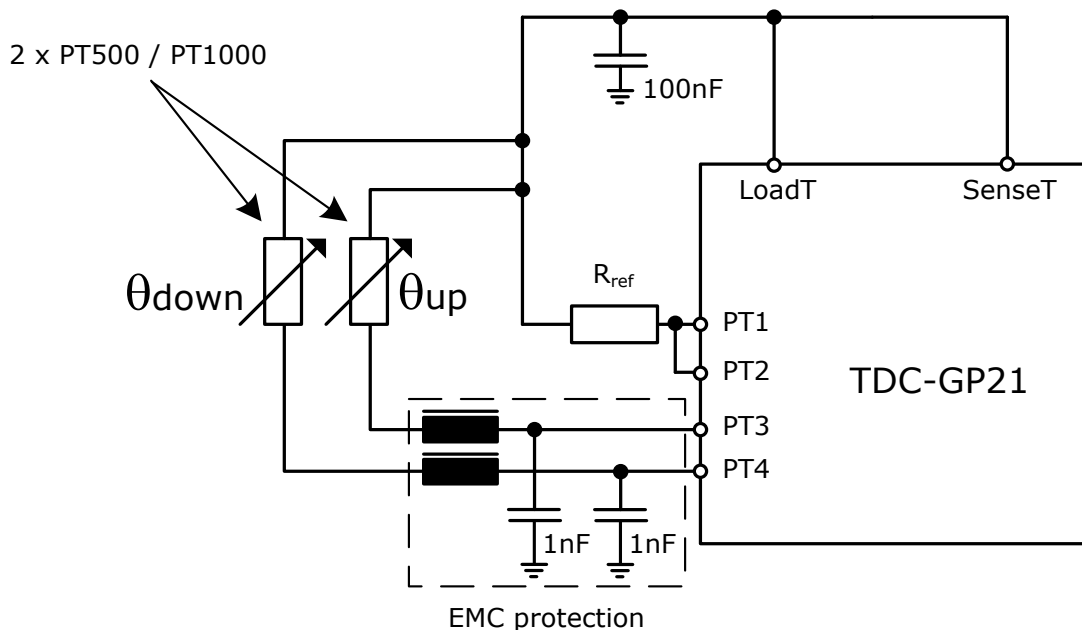 2 x PT500 / PT1000
100nF
LoadT
SenseT
θdown
θup
Rref
PT1
PT2
TDC-GP21
PT3
PT4
1nF
1nF
EMC protection